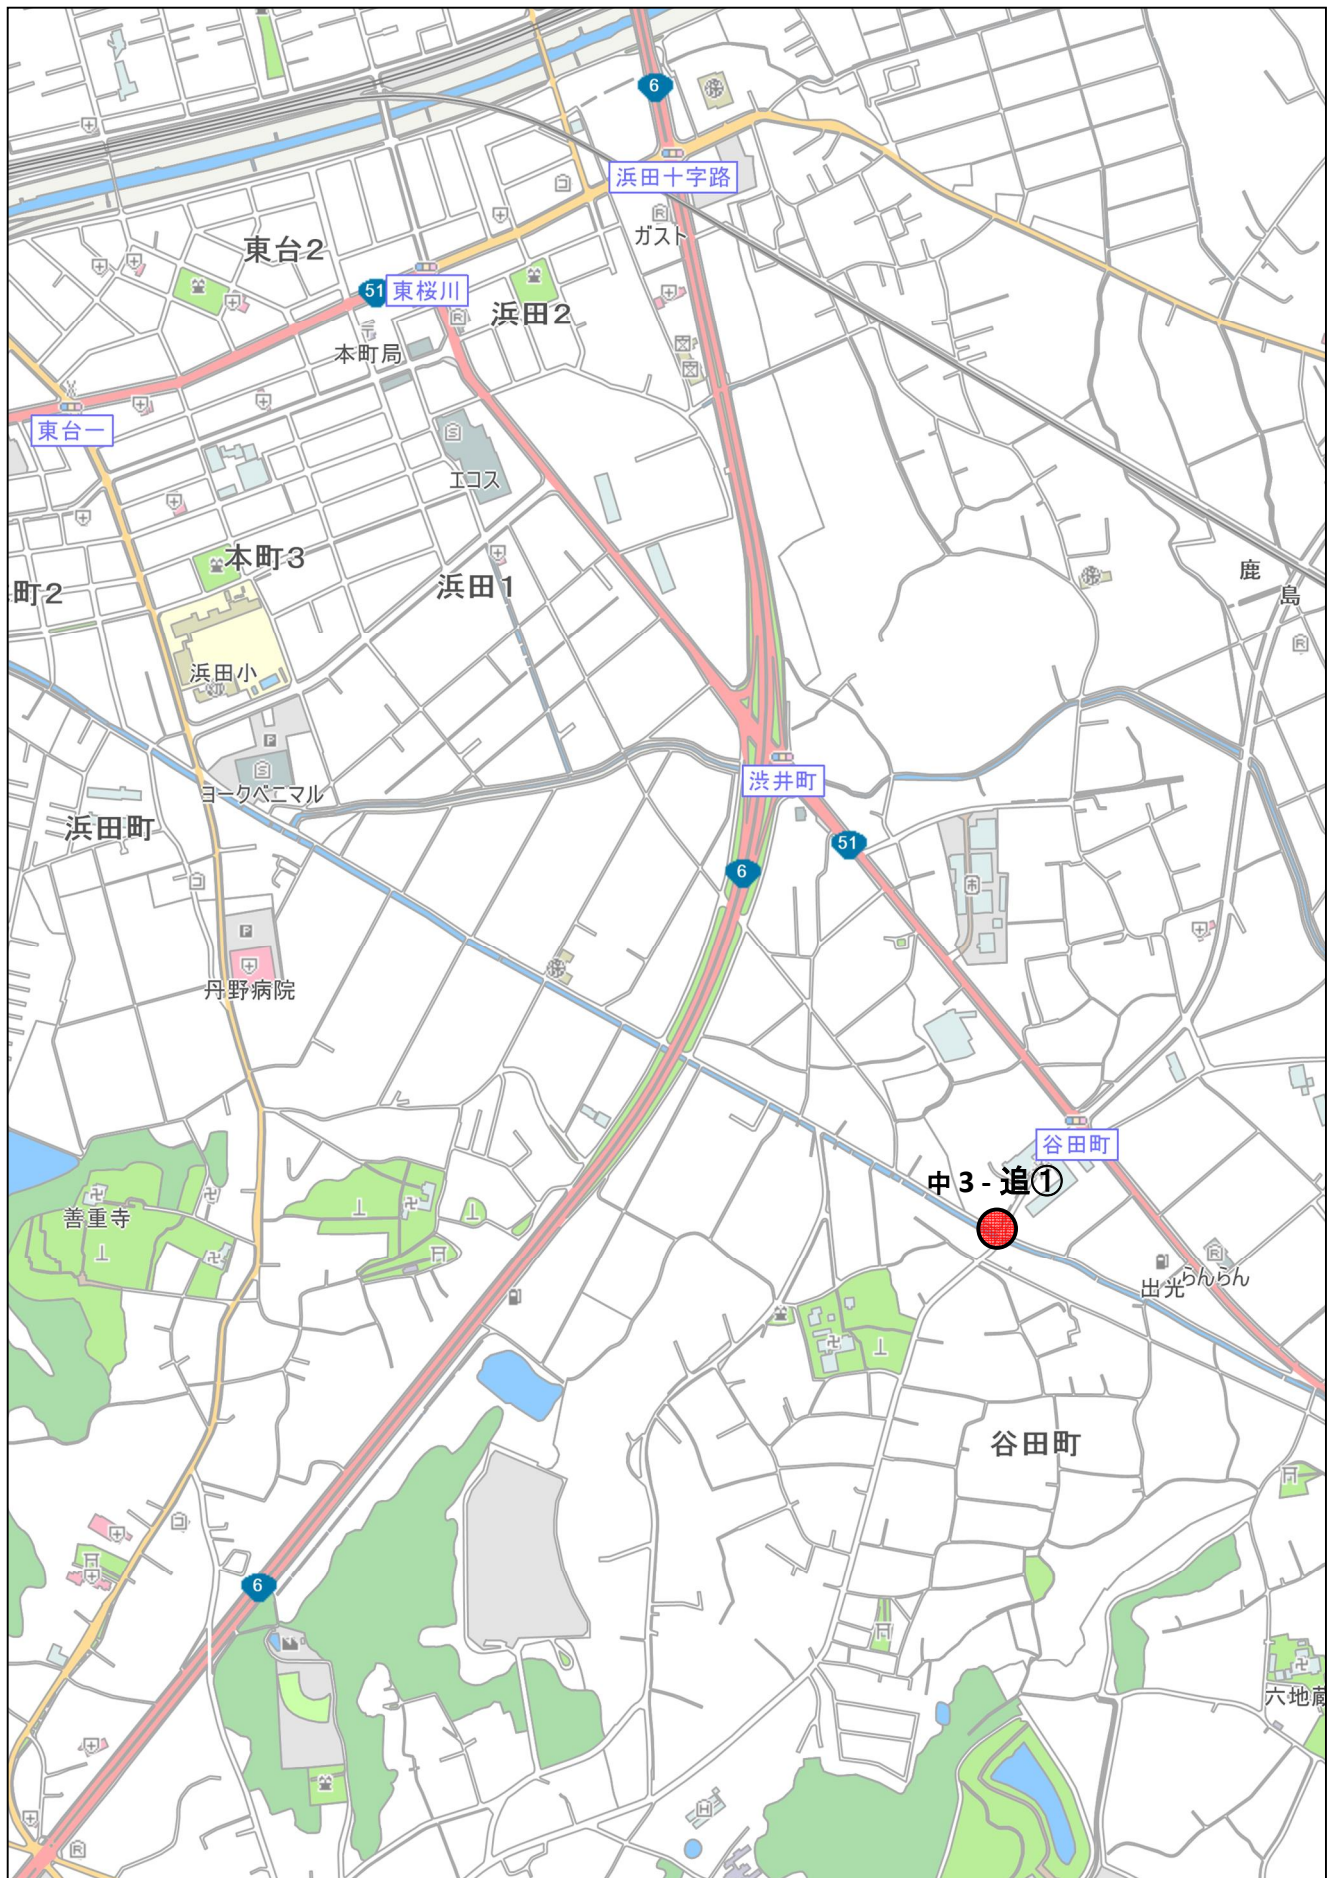 6
浜田十字路
ガスト
東台2
51
東桜川
浜田2
本町局
東台一
エコス
本町3
浜田1
町2
鹿
島
浜田小
ヨークベニマル
渋井町
浜田町
51
6
丹野病院
谷田町
中3-追①
善重寺
出光
らんらん
谷田町
6
六地蔵